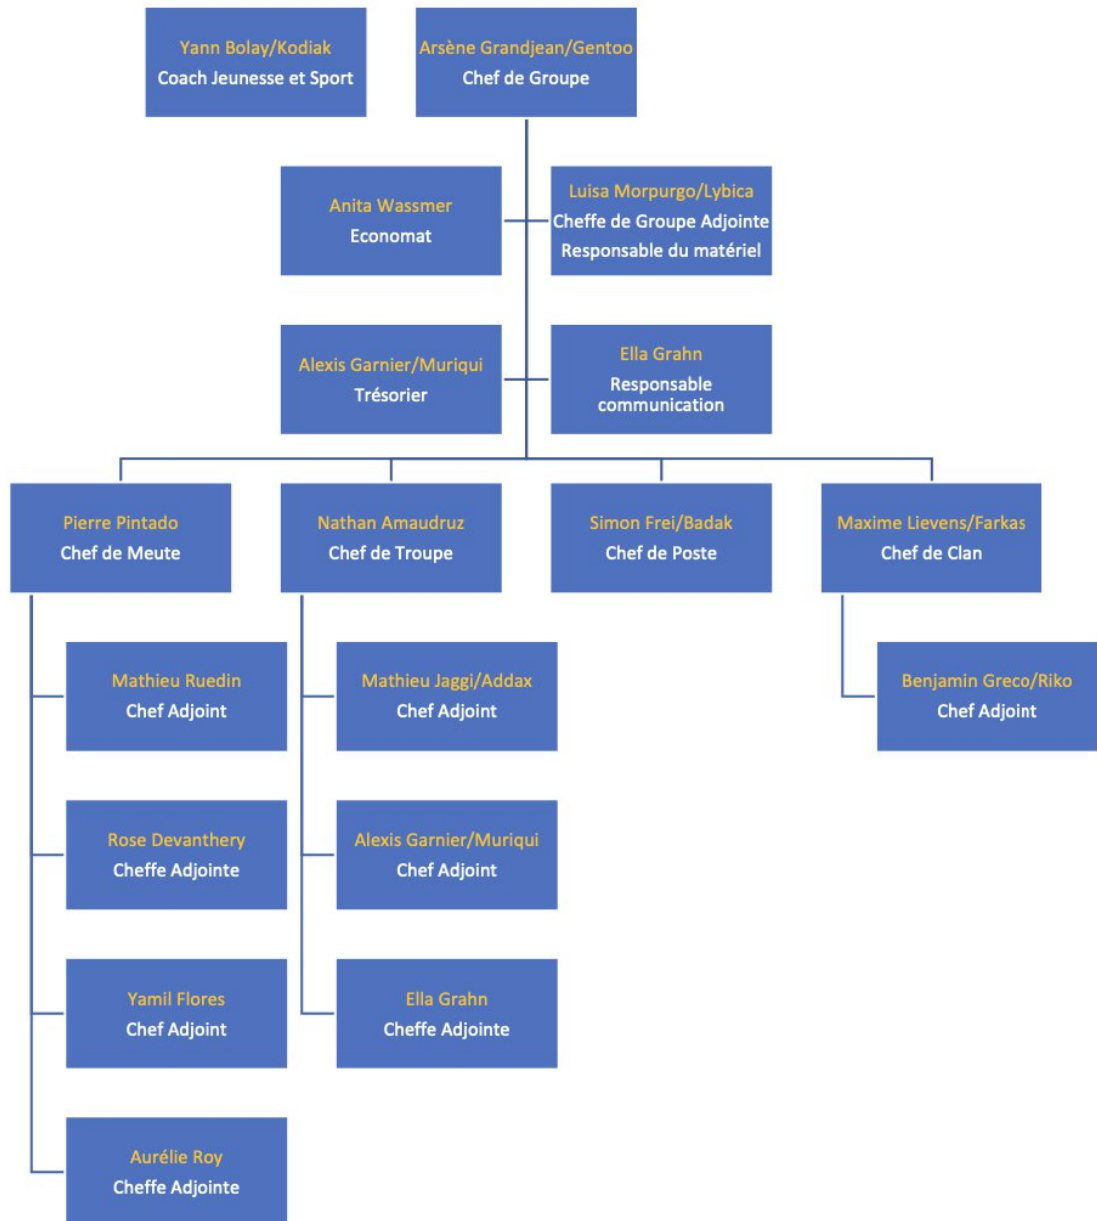 Yann Bolay/Kodiak
Coach Jeunesse et Sport
Arsène Grandjean/Gentoo
Chef de Groupe
Anita Wassmer
Economat
Luisa Morpurgo/Lybica
Cheffe de Groupe Adjointe
Responsable du matériel
Alexis Garnier/Muriqui
Trésorier
Ella Grahn
Responsable
communication
Pierre Pintado
Chef de Meute
Nathan Amaudruz
Chef de Troupe
Simon Frei/Badak
Chef de Poste
Maxime Lievens/Farkas
Chef de Clan
Mathieu Ruedin
Chef Adjoint
Mathieu Jaggi/Addax
Chef Adjoint
Benjamin Greco/Riko
Chef Adjoint
Rose Devanthery
Cheffe Adjointe
Alexis Garnier/Muriqui
Chef Adjoint
Yamil Flores
Chef Adjoint
Ella Grahn
Cheffe Adjointe
Aurélie Roy
Cheffe Adjointe